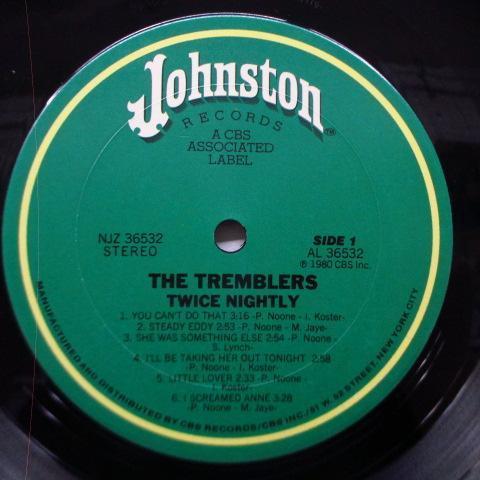 Johnston
RECORDS
TM
A CBS
ASSOCIATED
LABEL
NJZ 36532
STEREO
SIDE 1
AL 36532
℗ 1980 CBS Inc.
THE TREMBLERS
TWICE NIGHTLY
1. YOU CAN'T DO THAT 3:16 -P. Noone - I. Koster-
2. STEADY EDDY 2:53 -P. Noone - M. Jaye-
3. SHE WAS SOMETHING ELSE 2:54 -P. Noone -
S. Lynch-
4. I'LL BE TAKING HER OUT TONIGHT 2:58
-P. Noone - I. Koster-
5. LITTLE LOVER 2:33 -P. Noone -
I. Koster-
6. I SCREAMED ANNE 3:28
-P. Noone - M. Jaye-
MANUFACTURED AND DISTRIBUTED BY CBS RECORDS/CBS INC./51 W. 52 STREET, NEW YORK CITY